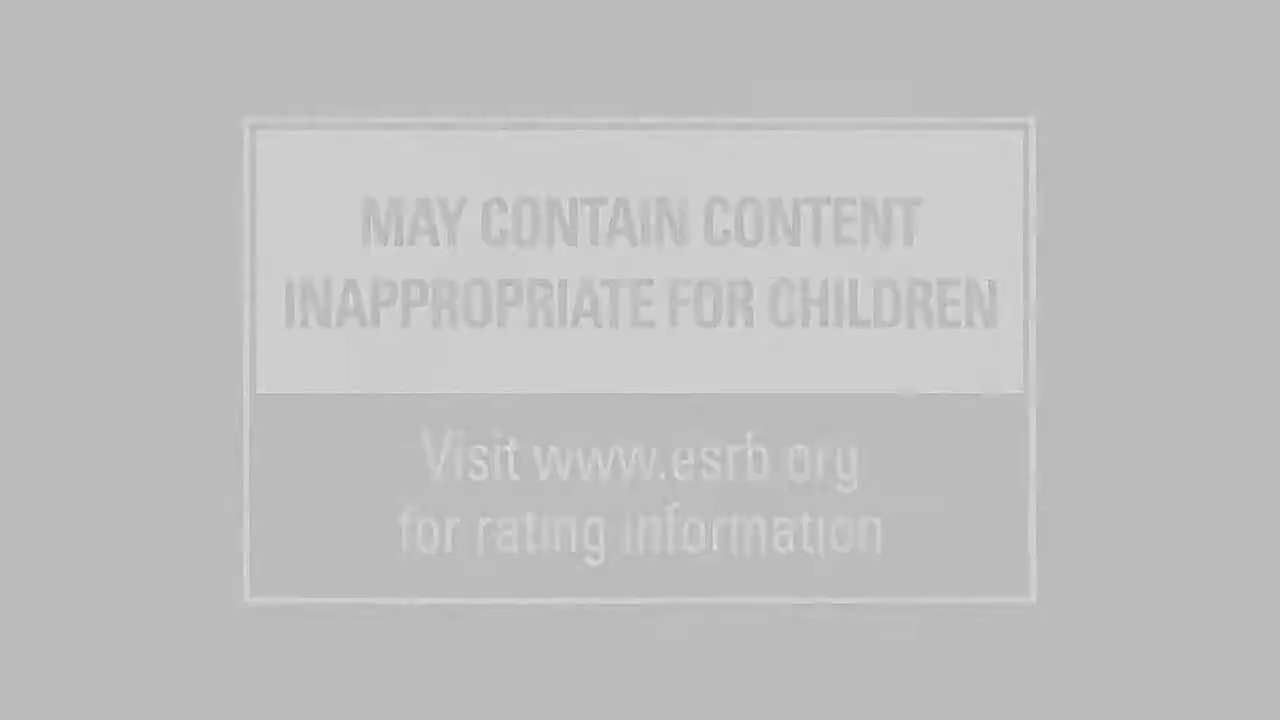 MAY CONTAIN CONTENT
INAPPROPRIATE FOR CHILDREN
Visit www.esrb.org
for rating information